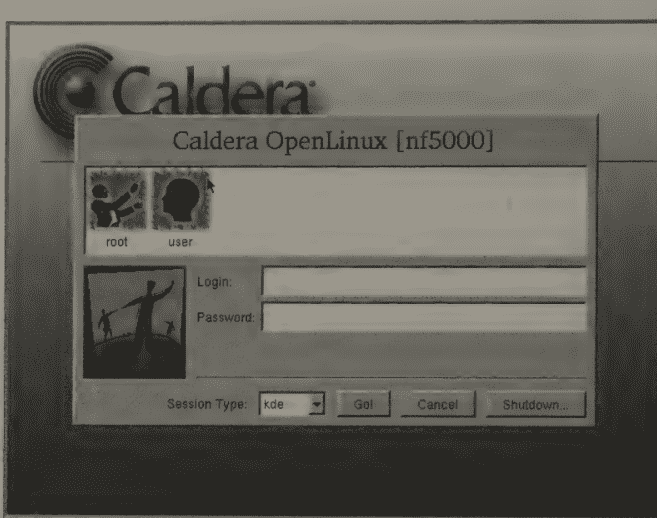 Caldera
Caldera OpenLinux [nf5000]
root user
Login:
Password:
Session Type: kde Go! Cancel Shutdown...